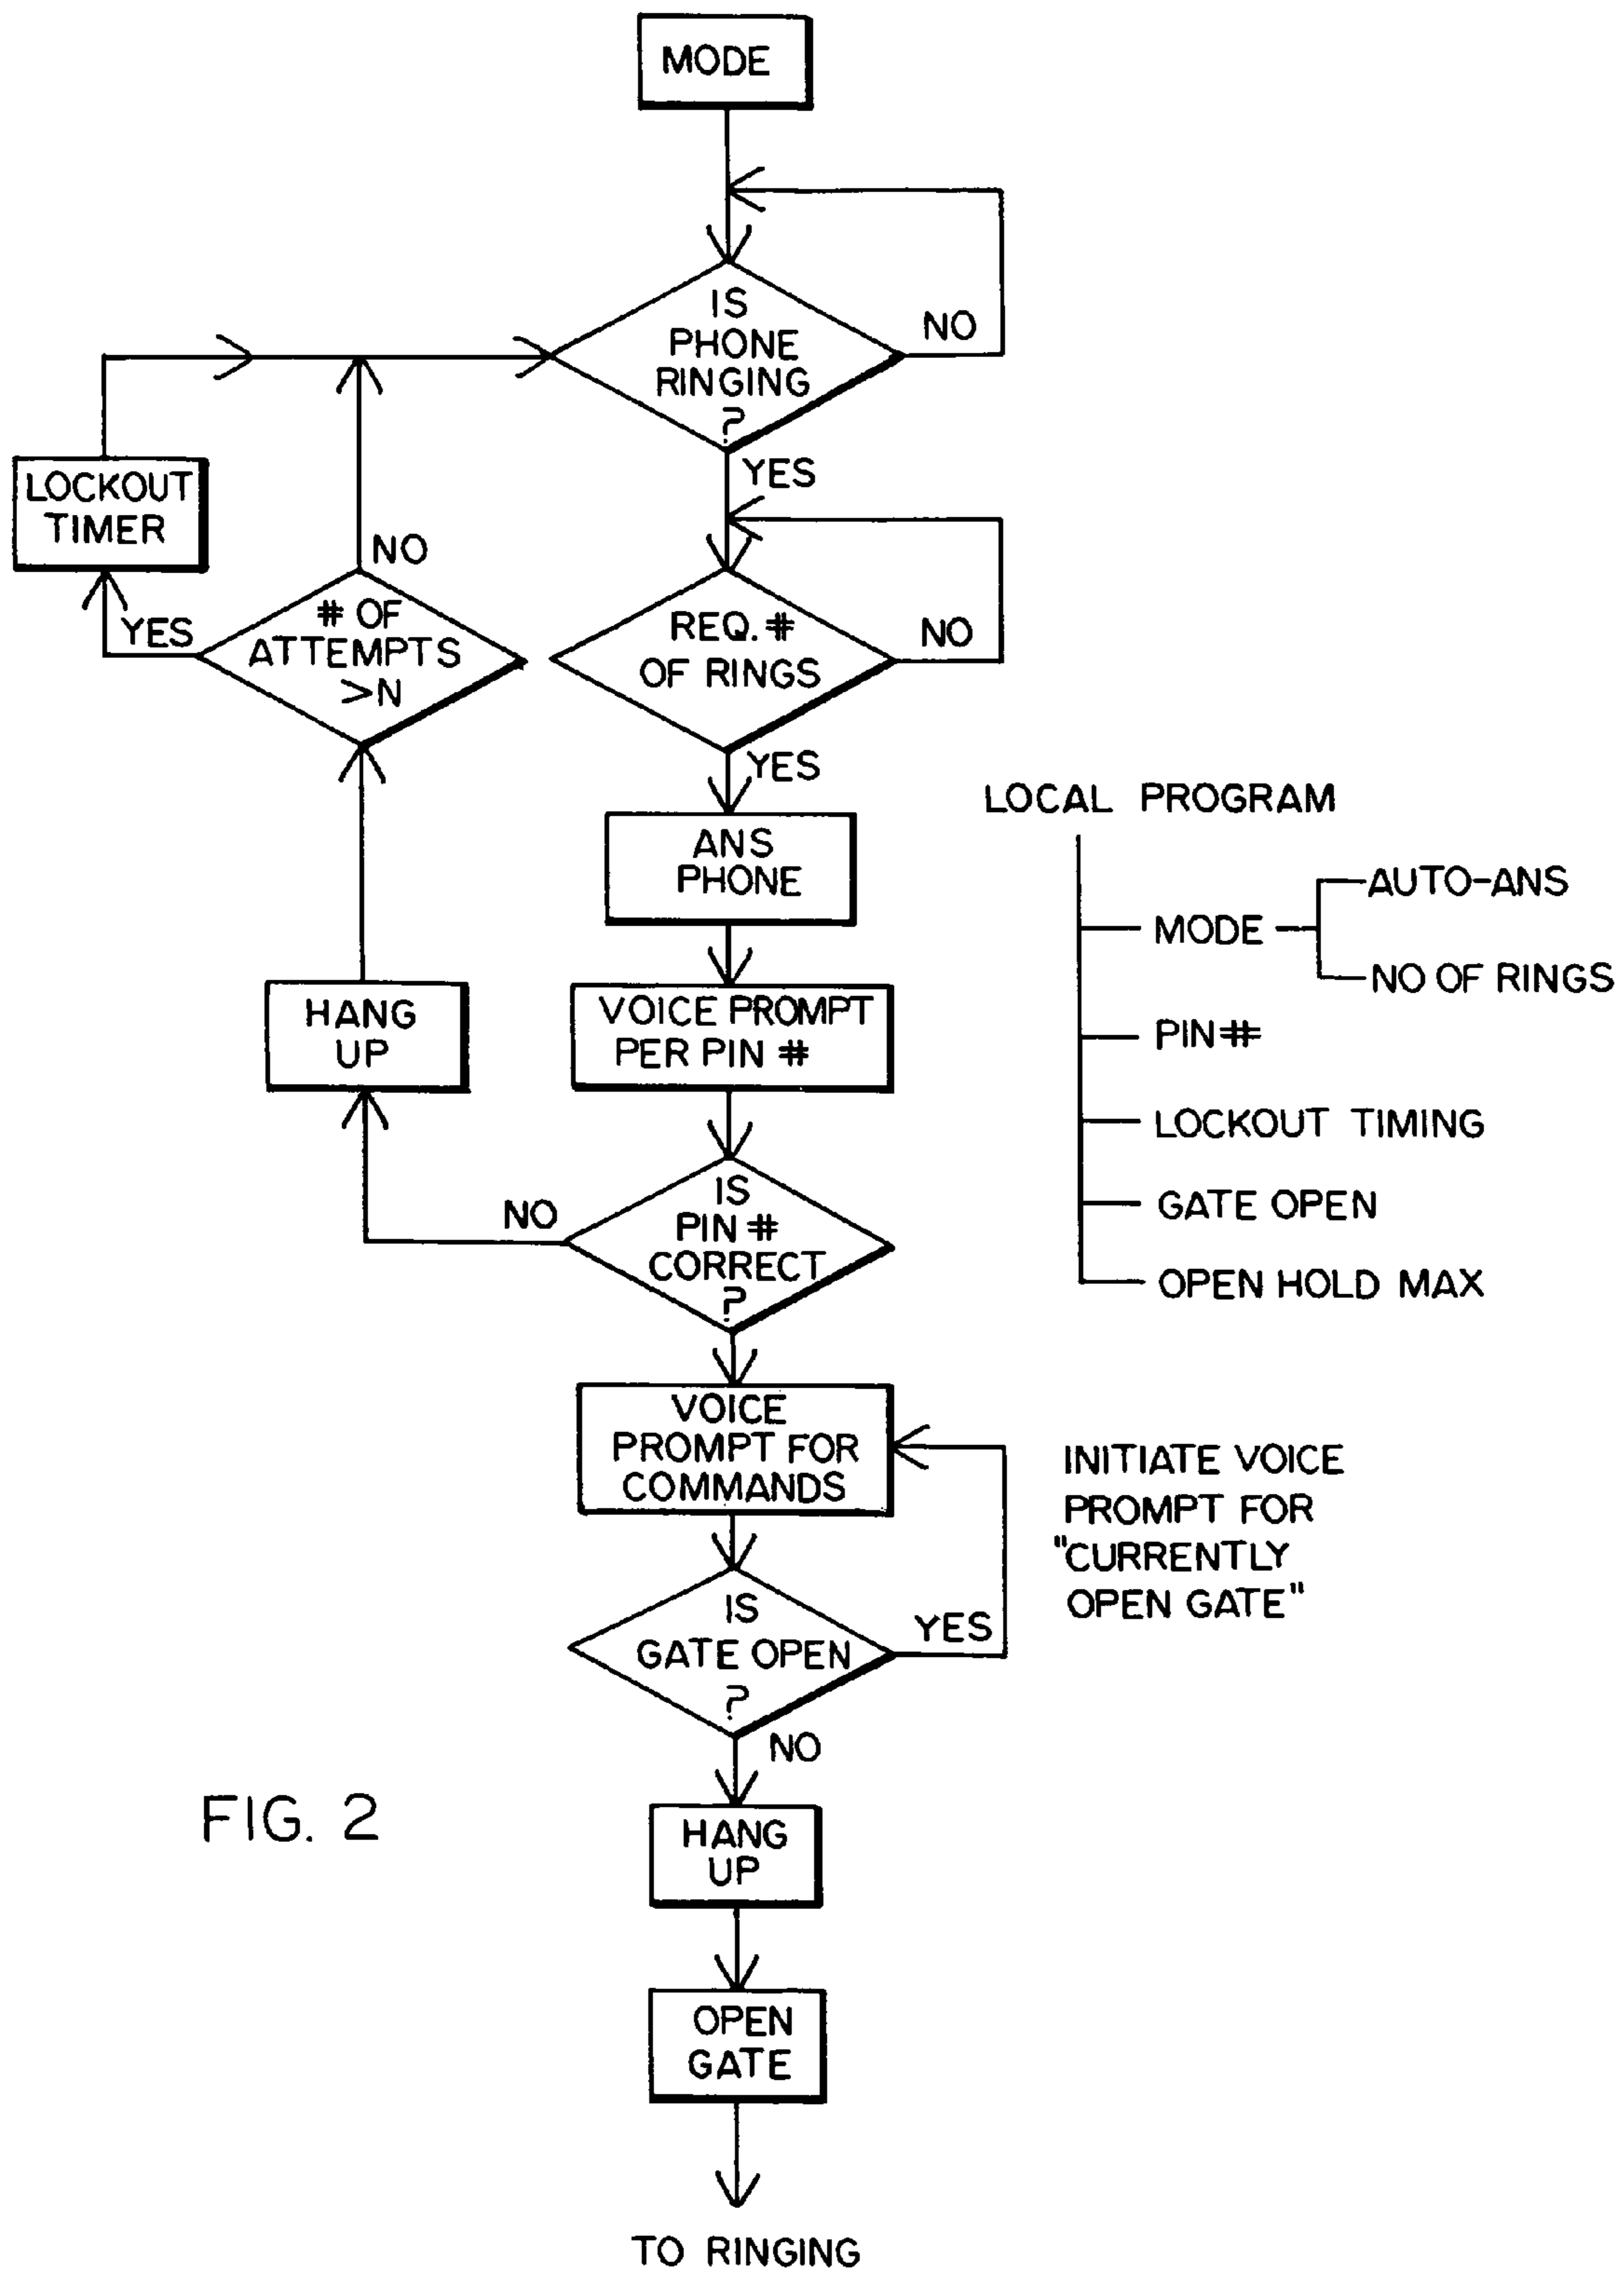 MODE
IS
PHONE
RINGING
?
NO
YES
LOCKOUT
TIMER
NO
YES
# OF
ATTEMPTS
>N
REQ. #
OF RINGS
NO
YES
ANS
PHONE
HANG
UP
VOICE PROMPT
PER PIN #
IS
PIN #
CORRECT
?
NO
VOICE
PROMPT FOR
COMMANDS
IS
GATE OPEN
?
YES
NO
HANG
UP
OPEN
GATE
TO RINGING
LOCAL PROGRAM
MODE
AUTO-ANS
NO OF RINGS
PIN#
LOCKOUT TIMING
GATE OPEN
OPEN HOLD MAX
INITIATE VOICE
PROMPT FOR
"CURRENTLY
OPEN GATE"
FIG. 2